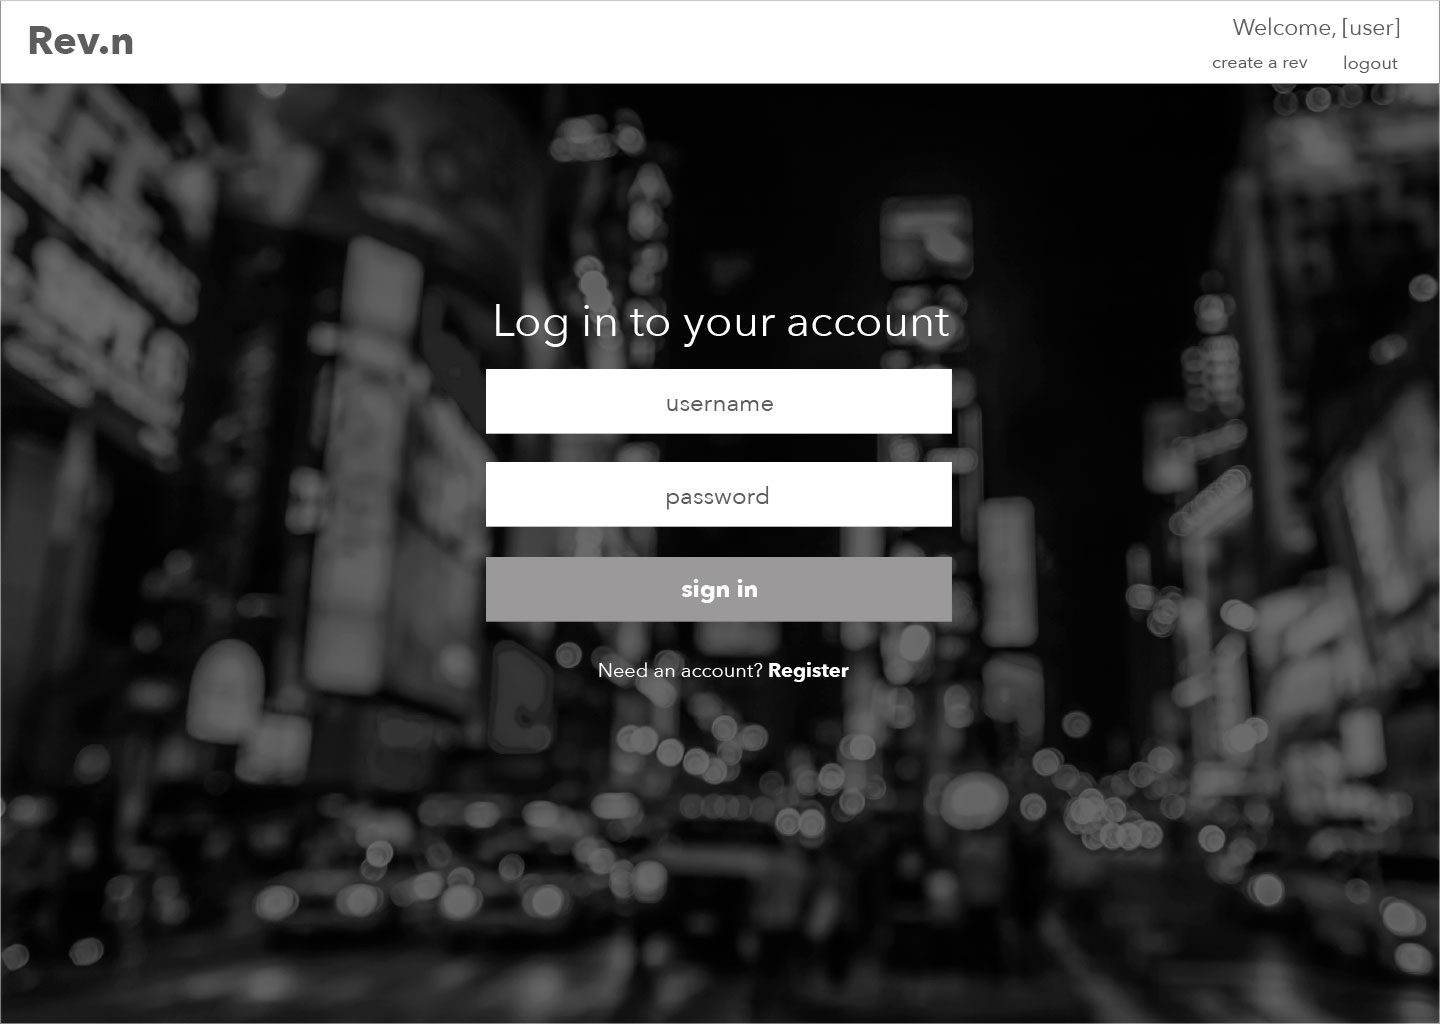 Rev.n
Welcome, [user]
create a rev
logout
Log in to your account
username
password
sign in
Need an account? Register